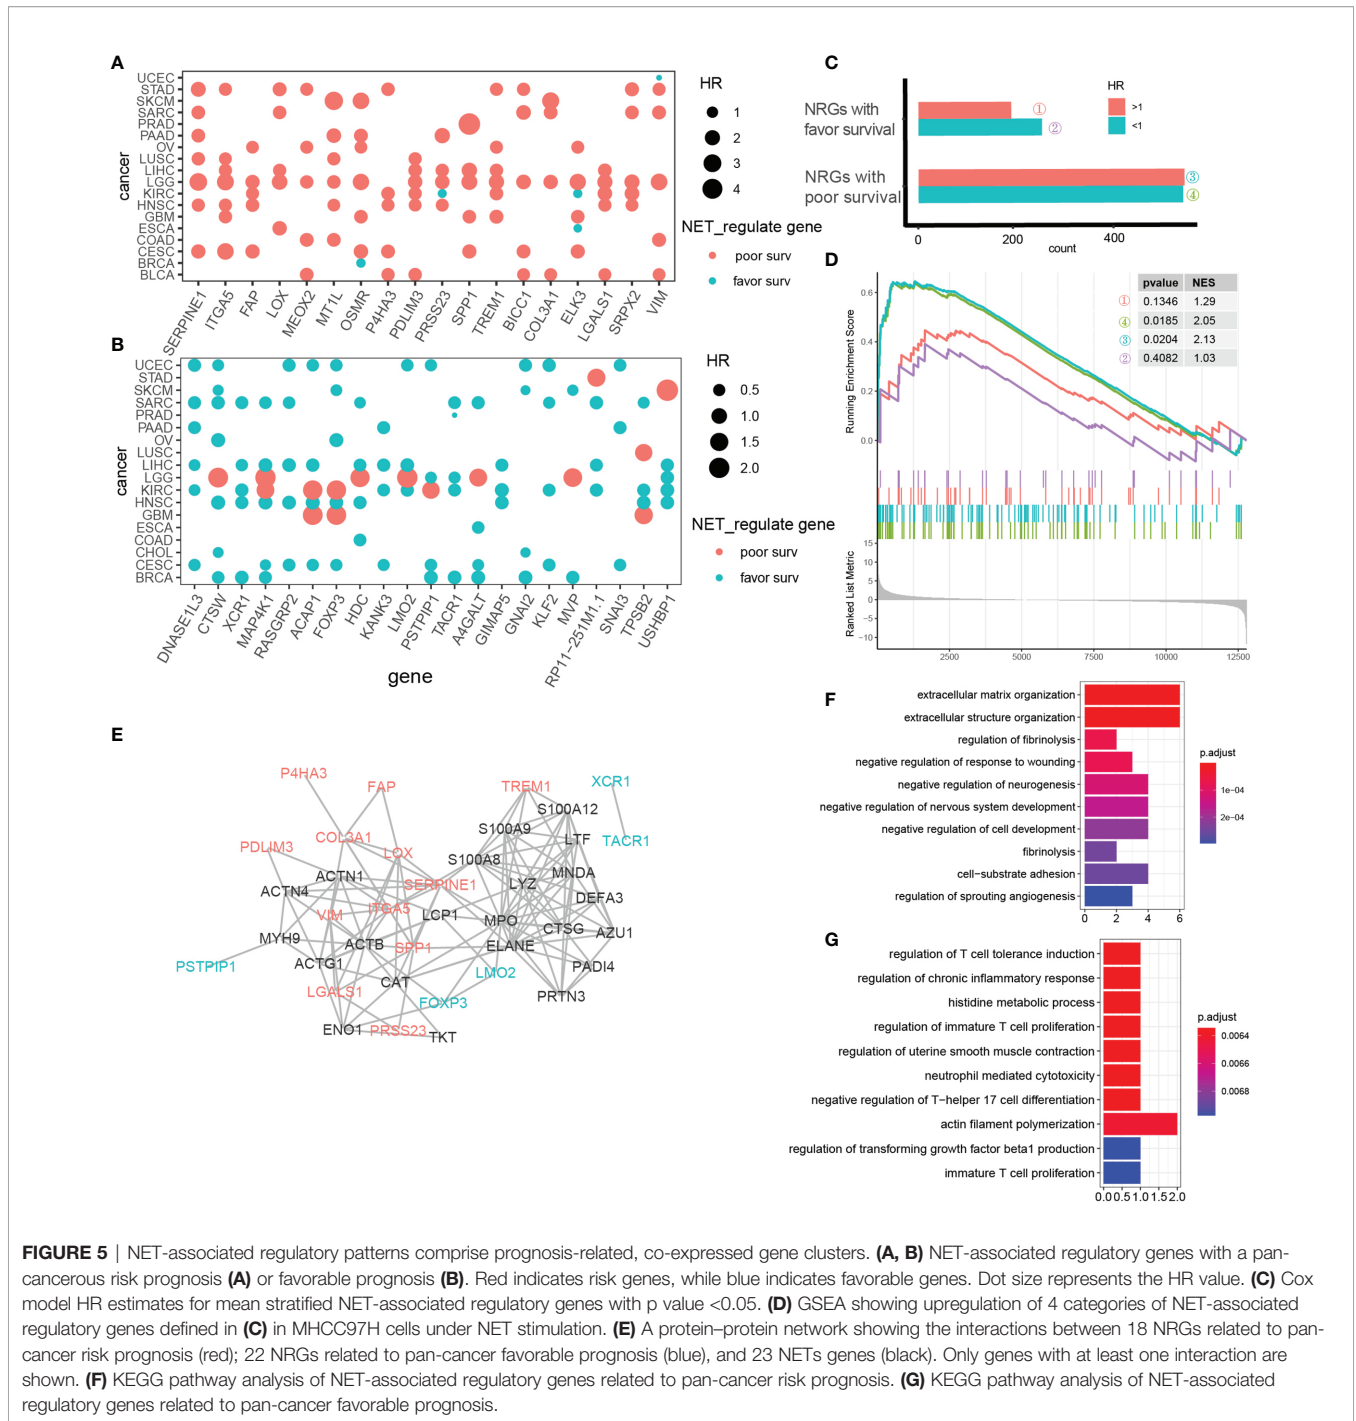 A
UCEC
STAD
SKCM
SARC
PRAD
PAAD
OV
LUSC
LIHC
LGG
KIRC
HNSC
GBM
ESCA
COAD
CESC
BRCA
BLCA
cancer
SERPINE1
ITGA5
FAP
LOX
MEOX2
MT1L
OSMR
P4HA3
PDLIM3
PRSS23
SPP1
TREM1
BICC1
COL3A1
ELK3
LGALS1
SRPX2
VIM
HR
1
2
3
4
NET_regulate gene
poor surv
favor surv
B
UCEC
STAD
SKCM
SARC
PRAD
PAAD
OV
LUSC
LIHC
LGG
KIRC
HNSC
GBM
ESCA
COAD
CHOL
CESC
BRCA
cancer
DNASE1L3
CTSW
XCR1
MAP4K1
RASGRP2
ACAP1
FOXP3
HDC
KANK3
LMO2
PSTPIP1
TACR1
A4GALT
GIMAP5
GNAI2
KLF2
MVP
RP11-251M1.1
SNAI3
TPSB2
USHBP1
gene
HR
0.5
1.0
1.5
2.0
NET_regulate gene
poor surv
favor surv
C
NRGs with
favor survival
NRGs with
poor survival
①
②
③
④
HR
>1
<1
0 200 400
count
D
pvalue NES
① 0.1346 1.29
④ 0.0185 2.05
③ 0.0204 2.13
② 0.4082 1.03
Running Enrichment Score
0.6
0.4
0.2
0.0
Ranked List Metric
15
10
5
0
-5
-10
2500 5000 7500 10000 12500
E
P4HA3
FAP
TREM1
XCR1
S100A12
S100A9
LTF
TACR1
COL3A1
PDLIM3
LOX
S100A8
MNDA
ACTN1
SERPINE1
LYZ
ACTN4
DEFA3
VIM
ITGA5
LCP1
MPO
CTSG
AZU1
MYH9
ACTB
SPP1
ELANE
PSTPIP1
ACTG1
LMO2
PADI4
CAT
LGALS1
FOXP3
PRTN3
ENO1
PRSS23
TKT
F
extracellular matrix organization
extracellular structure organization
regulation of fibrinolysis
negative regulation of response to wounding
negative regulation of neurogenesis
negative regulation of nervous system development
negative regulation of cell development
fibrinolysis
cell-substrate adhesion
regulation of sprouting angiogenesis
0 2 4 6
p.adjust
1e-04
2e-04
G
regulation of T cell tolerance induction
regulation of chronic inflammatory response
histidine metabolic process
regulation of immature T cell proliferation
regulation of uterine smooth muscle contraction
neutrophil mediated cytotoxicity
negative regulation of T-helper 17 cell differentiation
actin filament polymerization
regulation of transforming growth factor beta1 production
immature T cell proliferation
0.0 0.5 1.0 1.5 2.0
p.adjust
0.0064
0.0066
0.0068
FIGURE 5 | NET-associated regulatory patterns comprise prognosis-related, co-expressed gene clusters. (A, B) NET-associated regulatory genes with a pan-
cancerous risk prognosis (A) or favorable prognosis (B). Red indicates risk genes, while blue indicates favorable genes. Dot size represents the HR value. (C) Cox
model HR estimates for mean stratified NET-associated regulatory genes with p value <0.05. (D) GSEA showing upregulation of 4 categories of NET-associated
regulatory genes defined in (C) in MHCC97H cells under NET stimulation. (E) A protein–protein network showing the interactions between 18 NRGs related to pan-
cancer risk prognosis (red); 22 NRGs related to pan-cancer favorable prognosis (blue), and 23 NETs genes (black). Only genes with at least one interaction are
shown. (F) KEGG pathway analysis of NET-associated regulatory genes related to pan-cancer risk prognosis. (G) KEGG pathway analysis of NET-associated
regulatory genes related to pan-cancer favorable prognosis.